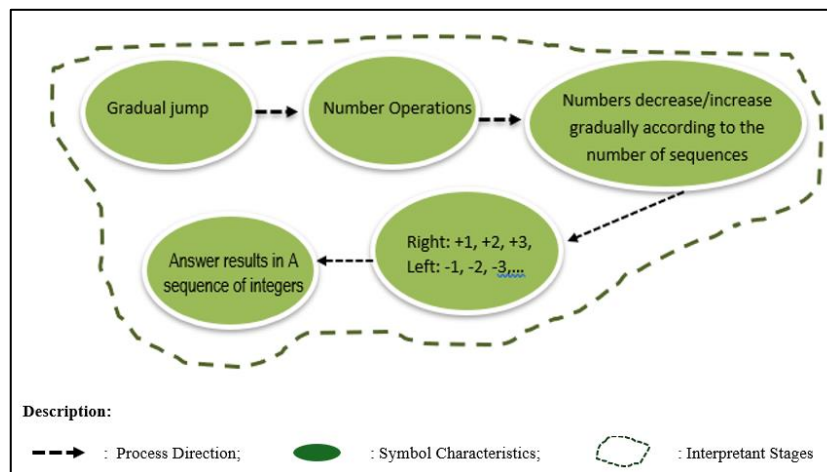 Gradual jump
Number Operations
Numbers decrease/increase
gradually according to the
number of sequences
Right: +1, +2, +3,
Left: -1, -2, -3,...
Answer results in A
sequence of integers
Description:
: Process Direction;
: Symbol Characteristics;
: Interpretant Stages